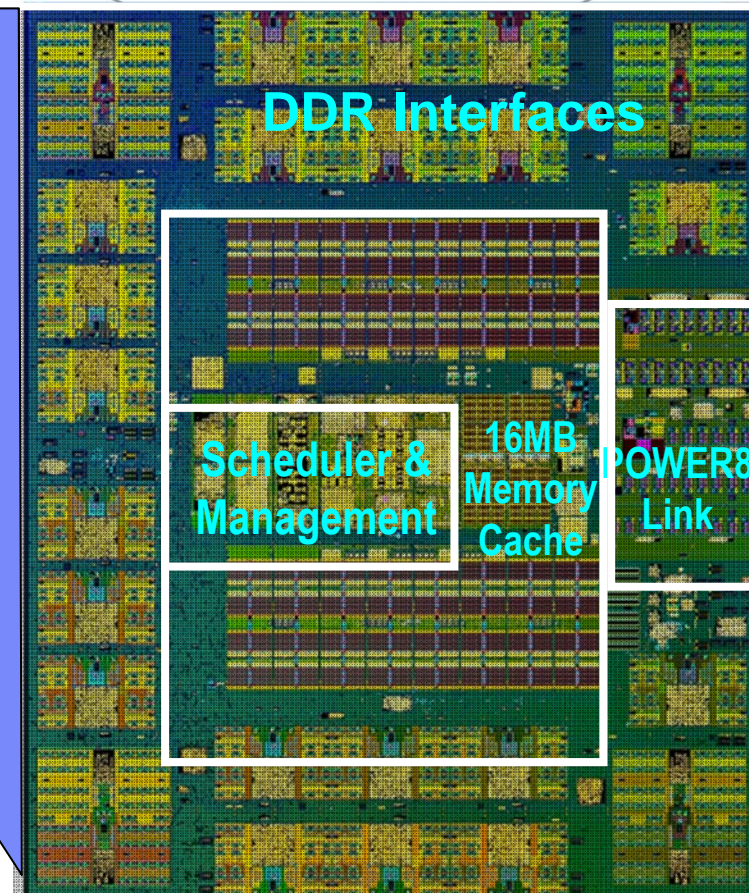 DDR Interfaces
Scheduler &
Management
16MB
Memory
Cache
POWER8
Link